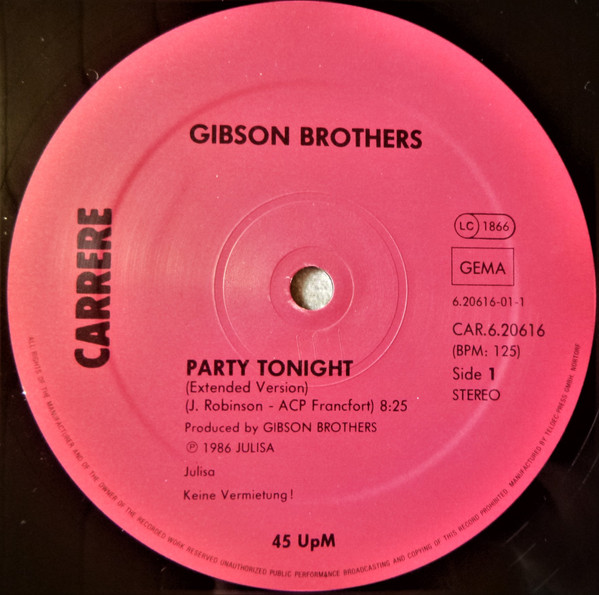 GIBSON BROTHERS
CARRERE
LC 1866
GEMA
6.20616-01-1
CAR.6.20616
(BPM: 125)
Side 1
STEREO
PARTY TONIGHT
(Extended Version)
(J. Robinson - ACP Francfort) 8:25
Produced by GIBSON BROTHERS
℗ 1986 JULISA
Julisa
Keine Vermietung!
45 UpM
ALL RIGHTS OF THE MANUFACTURER AND OF THE OWNER OF THE RECORDED WORK RESERVED UNAUTHORIZED PUBLIC PERFORMANCE BROADCASTING AND COPYING OF THIS RECORD PROHIBITED. MANUFACTURED BY TELDEC-PRESS GMBH, NORTORF